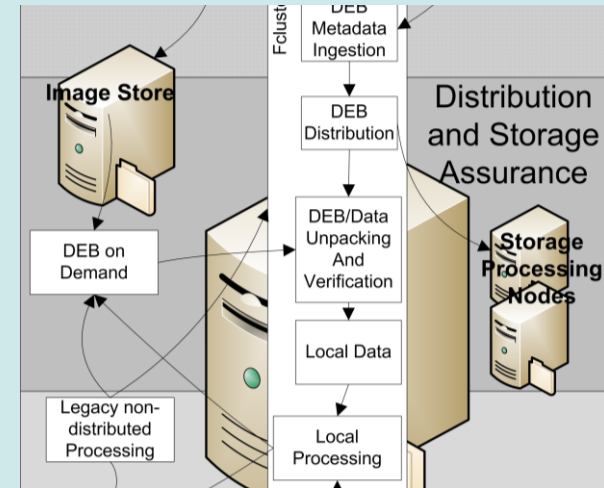 Fcluste
DEB
Metadata
Ingestion
Image Store
DEB
Distribution
Distribution
and Storage
Assurance
DEB/Data
Unpacking
And
Verification
DEB on
Demand
Storage
Processing
Nodes
Local Data
Legacy non-
distributed
Processing
Local
Processing